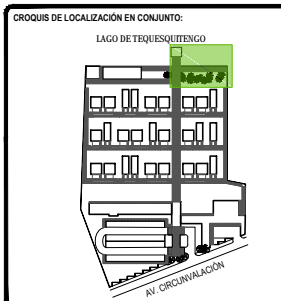 CROQUIS DE LOCALIZACIÓN EN CONJUNTO:
LAGO DE TEQUESQUITENGO
AV. CIRCUNVALACIÓN